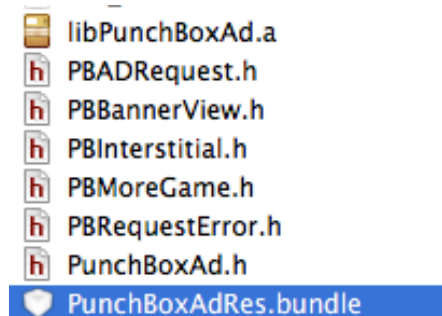 libPunchBoxAd.a
PBADRequest.h
PBBannerView.h
PBInterstitial.h
PBMoreGame.h
PBRequestError.h
PunchBoxAd.h
PunchBoxAdRes.bundle